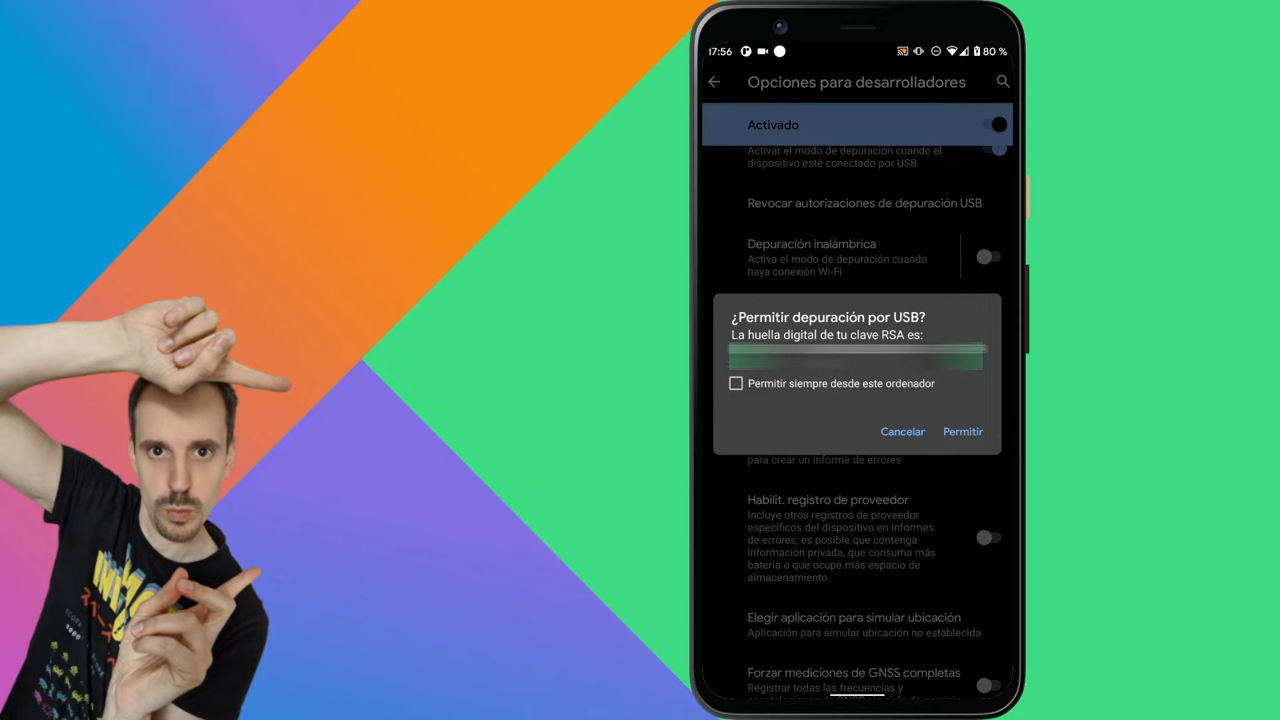 17:56
80 %
Opciones para desarrolladores
Activado
Activar el modo de depuración cuando el
dispositivo esté conectado por USB
Revocar autorizaciones de depuración USB
Depuración inalámbrica
Activa el modo de depuración cuando
haya conexión Wi-Fi
¿Permitir depuración por USB?
La huella digital de tu clave RSA es:
Permitir siempre desde este ordenador
Cancelar
Permitir
para crear un informe de errores
Habilit. registro de proveedor
Incluye otros registros de proveedor
específicos del dispositivo en informes
de errores; es posible que contenga
información privada, que consuma más
batería o que ocupe más espacio de
almacenamiento.
Elegir aplicación para simular ubicación
Aplicación para simular ubicación no establecida
Forzar mediciones de GNSS completas
Registrar todas las frecuencias y